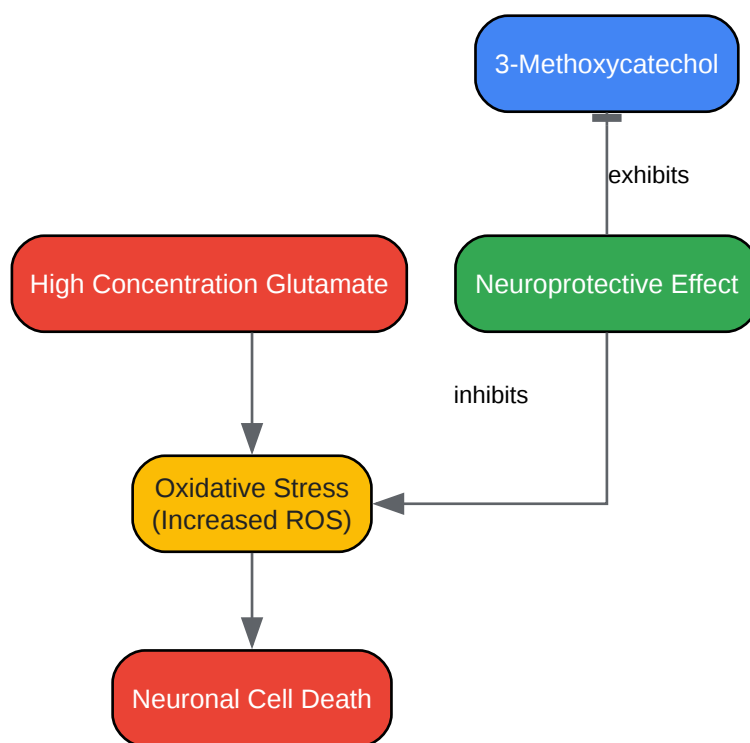 3-Methoxycatechol
exhibits
High Concentration Glutamate
Neuroprotective Effect
inhibits
Oxidative Stress
(Increased ROS)
Neuronal Cell Death